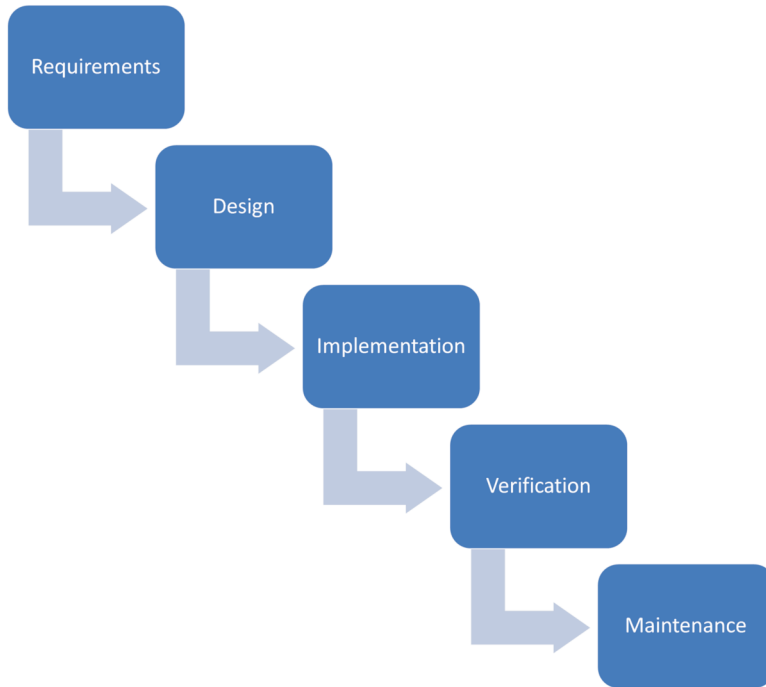 Requirements
Design
Implementation
Verification
Maintenance